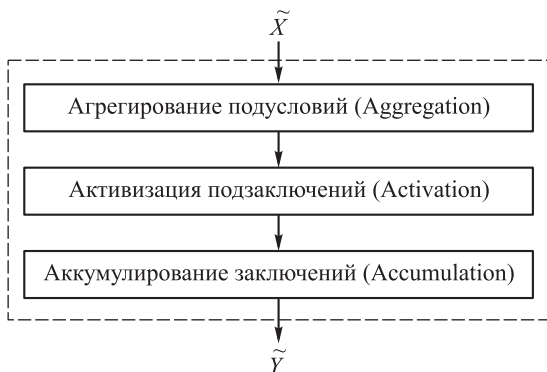 X̃
Агрегирование подусловий (Aggregation)
Активизация подзаключений (Activation)
Аккумулирование заключений (Accumulation)
Ỹ